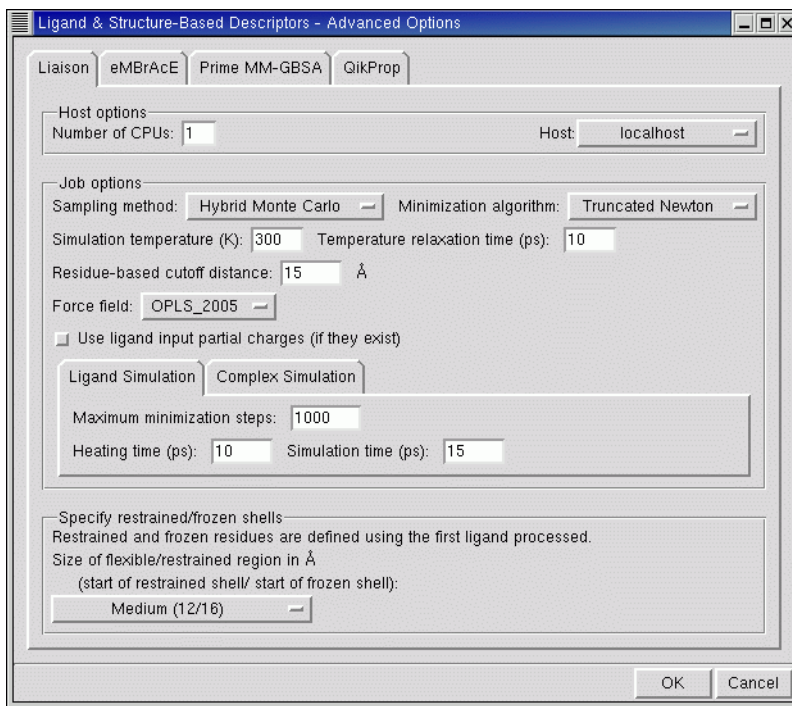 Ligand & Structure-Based Descriptors - Advanced Options
Liaison eMBrAcE Prime MM-GBSA QikProp
Host options
Number of CPUs: 1 Host: localhost
Job options
Sampling method: Hybrid Monte Carlo Minimization algorithm: Truncated Newton
Simulation temperature (K): 300 Temperature relaxation time (ps): 10
Residue-based cutoff distance: 15 Å
Force field: OPLS_2005
Use ligand input partial charges (if they exist)
Ligand Simulation Complex Simulation
Maximum minimization steps: 1000
Heating time (ps): 10 Simulation time (ps): 15
Specify restrained/frozen shells
Restrained and frozen residues are defined using the first ligand processed.
Size of flexible/restrained region in Å
(start of restrained shell/ start of frozen shell):
Medium (12/16)
OK Cancel